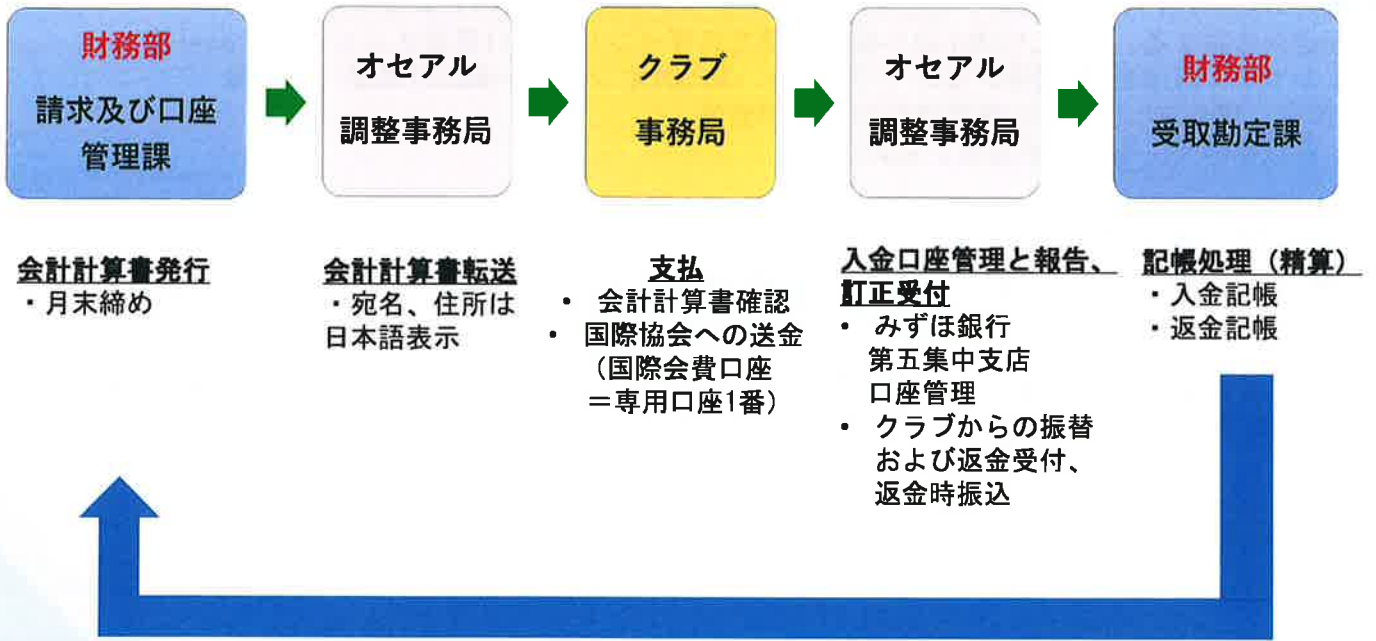 財務部
請求及び口座
管理課
オセアル
調整事務局
クラブ
事務局
オセアル
調整事務局
財務部
受取勘定課
会計計算書発行
・月末締め
会計計算書転送
・宛名、住所は
日本語表示
支払
• 会計計算書確認
• 国際協会への送金
（国際会費口座
＝専用口座1番）
入金口座管理と報告、
訂正受付
• みずほ銀行
第五集中支店
口座管理
• クラブからの振替
および返金受付、
返金時振込
記帳処理（精算）
・入金記帳
・返金記帳